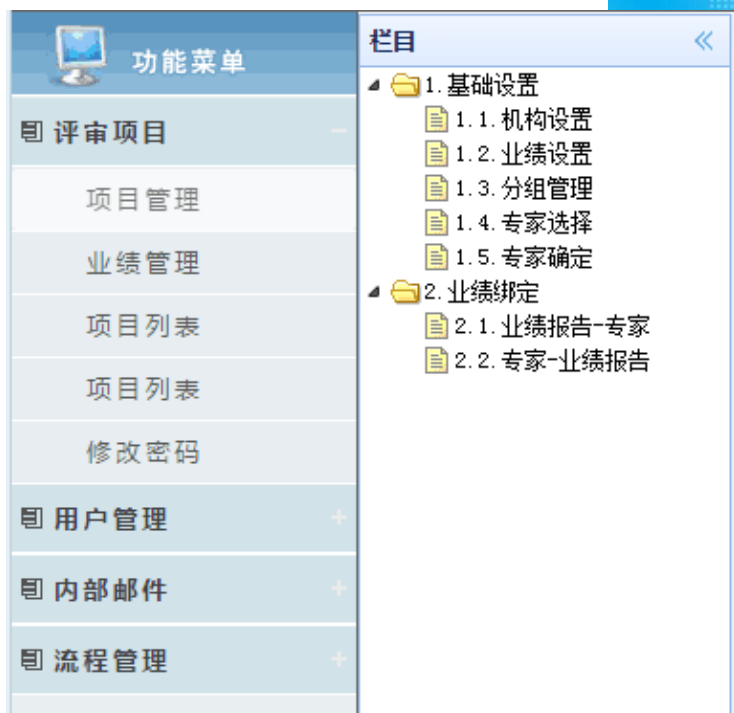 功能菜单
评审项目
项目管理
业绩管理
项目列表
项目列表
修改密码
用户管理
内部邮件
流程管理
栏目
1.基础设置
1.1.机构设置
1.2.业绩设置
1.3.分组管理
1.4.专家选择
1.5.专家确定
2.业绩绑定
2.1.业绩报告-专家
2.2.专家-业绩报告